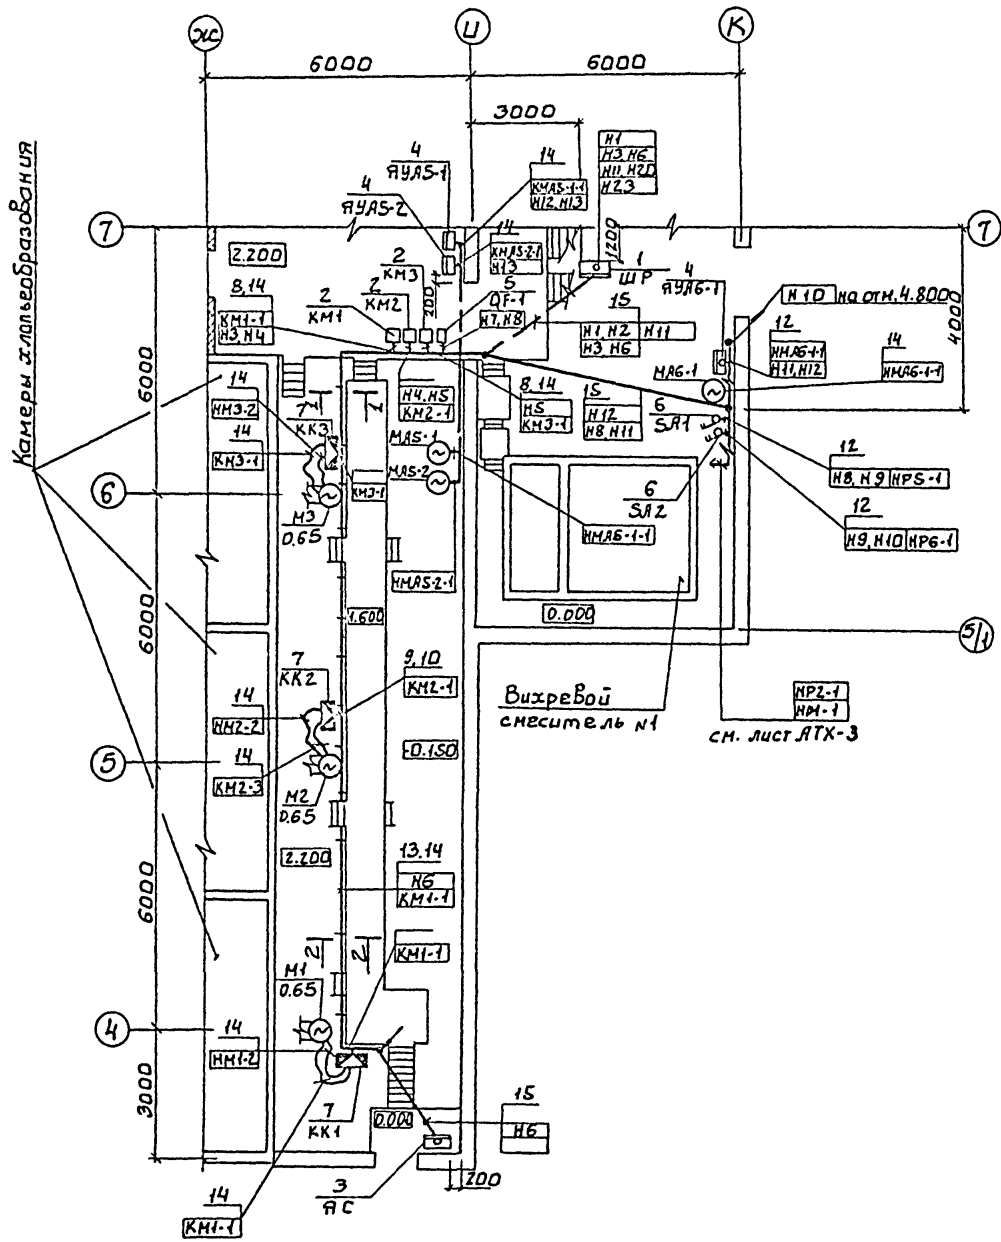 Ж
И
К
6000
6000
3000
Н1
Н3, Н6
Н11, Н20
Н23
4
ЯУА5-1
14
КМА5-1-1
Н12, Н13
4
ЯУА5-2
14
КМА5-2-1
Н13
7
7
1200
1
ШР
2.200
2
КМ3
200
5
QF-1
Н7, Н8
2
КМ2
2
КМ1
8,14
КМ1-1
Н3, Н4
15
Н1, Н2
Н3, Н6
Н11
4
ЯУА6-1
Н10
на отм. 4.8000
12
НМА6-1-1
Н11, Н12
14
НМА6-1-1
4000
МА6-1
6
SA1
Н4, Н5
КМ2-1
8,14
Н5
КМ3-1
15
Н12
Н8, Н11
Камеры хлопьеобразования
6000
14
НМ3-2
14
КМ3-1
7
КК3
1
1
КМ3-1
МА5-1
МА5-2
6
М3
0.65
12
Н8, Н9
НР5-1
6
SA2
12
Н9, Н10
НР6-1
НМА6-1-1
НМА5-2-1
0.000
5/1
1.600
6000
7
КК2
9,10
КМ2-1
14
НМ2-2
14
КМ2-3
Вихревой
смеситель №1
НР2-1
НР1-1
см. лист АТХ-3
-0.150
5
М2
0.65
2.200
13,14
Н6
КМ1-1
6000
2
2
КМ1-1
М1
0.65
4
14
НМ1-2
3000
7
КК1
0.000
15
Н6
200
3
ЯС
14
КМ1-1